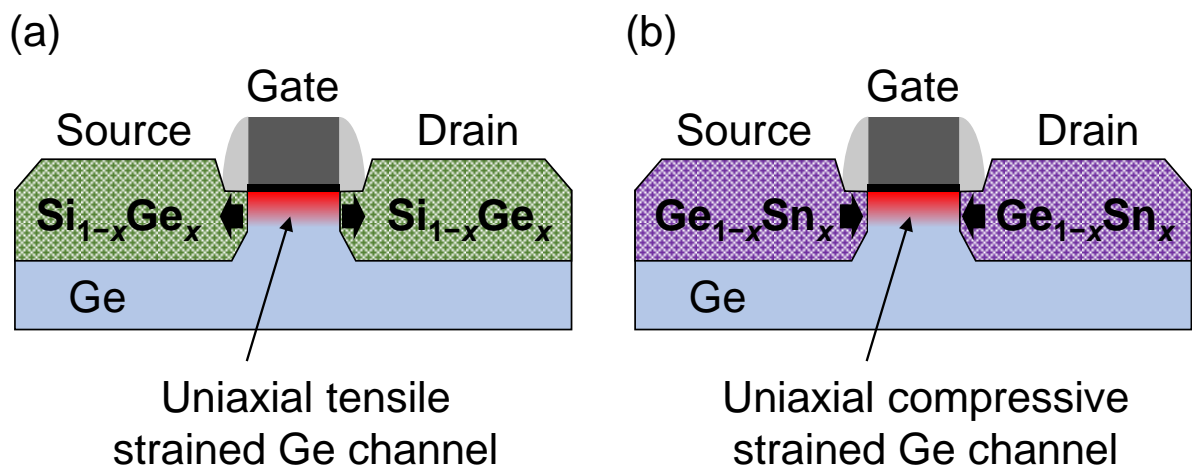 (a)
Gate
Source
Drain
Si1−xGex
Si1−xGex
Ge
Uniaxial tensile
strained Ge channel
(b)
Gate
Source
Drain
Ge1−xSnx
Ge1−xSnx
Ge
Uniaxial compressive
strained Ge channel